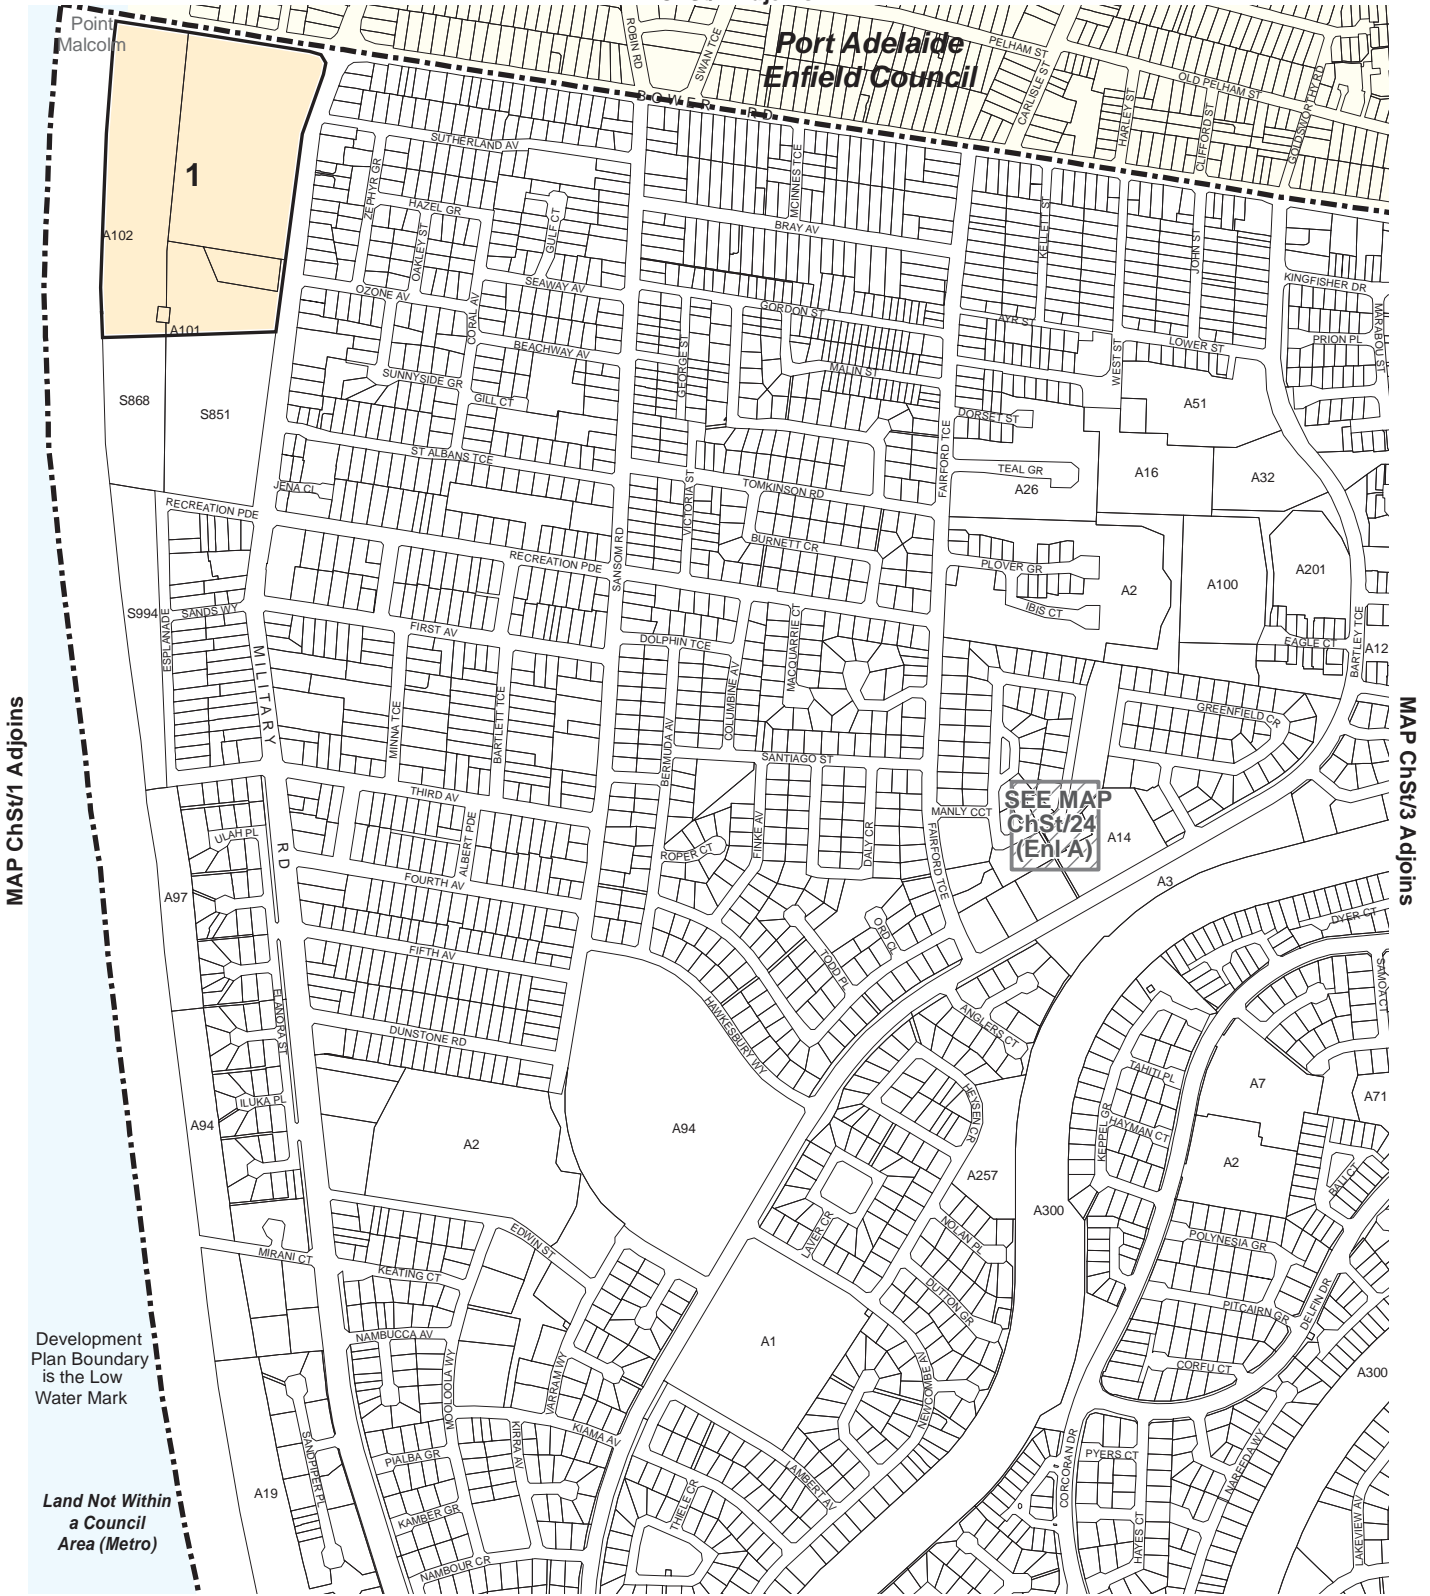 Point
Malcolm
Port Adelaide
Enfield Council
ROBIN RD
SWAN TCE
PELHAM ST
CARLISLE ST
OLD PELHAM ST
HARLEY ST
CLIFFORD ST
GOLDSWORTHY RD
BOWER RD
1
A102
A101
SUTHERLAND AV
ZEPHYR GR
HAZEL GR
OAKLEY ST
GULF CT
MCINNES TCE
BRAY AV
KELLETT ST
JOHN ST
KINGFISHER DR
OZONE AV
SEAWAY AV
CORAL AV
GORDON ST
AYR ST
LOWER ST
WEST ST
PRION PL
MARABOU ST
BEACHWAY AV
GEORGE ST
MALIN ST
SUNNYSIDE GR
GILL CT
S868
S851
A51
DORSET ST
FAIRFORD TCE
ST ALBANS TCE
TEAL GR
A26
A16
A32
JENA CL
TOMKINSON RD
VICTORIA ST
RECREATION PDE
BURNETT CR
RECREATION PDE
SANSOM RD
PLOVER GR
IBIS CT
A2
A100
A201
S994
SANDS WY
ESPLANADE
FIRST AV
DOLPHIN TCE
MACQUARRIE CT
EAGLE CT
BARTLEY TCE
A12
MILITARY
MINNA TCE
BARTLETT TCE
BERMUDA AV
COLUMBINE AV
GREENFIELD CR
SANTIAGO ST
MAP ChSt/1 Adjoins
MAP ChSt/3 Adjoins
THIRD AV
MANLY CCT
SEE MAP
ChSt/24
(Enl A)
A14
ULAH PL
RD
ALBERT PDE
ROPER CT
FINKE AV
DALY CR
FAIRFORD TCE
A3
A97
FOURTH AV
ORD CL
DYER CT
FIFTH AV
TODD PL
SAMOA CT
ELANORA ST
DUNSTONE RD
HAWKESBURY WY
ANGLERS CT
TAHITI PL
A7
A71
ILUKA PL
HEYSEN CR
KEPPEL GR
HAYMAN CT
A94
A2
A94
A257
A2
BALI CT
A300
LAVER CR
NOLAN PL
EDWIN ST
MIRANI CT
POLYNESIA GR
KEATING CT
DUTTON GR
PITCAIRN GR
DELFIN DR
Development
Plan Boundary
is the Low
Water Mark
NAMBUCCA AV
A1
CORFU CT
A300
MOOLOOLA WY
VARRAM WY
NEWCOMBE AV
SANDPIPER PL
KIRRA AV
KIAMA AV
PIALBA GR
CORCORAN DR
PYERS CT
NAREEDA WY
LAMBERT AV
A19
THIELE CR
KAMBER GR
HAYES CT
LAKEVIEW AV
Land Not Within
a Council
Area (Metro)
NAMBOUR CR